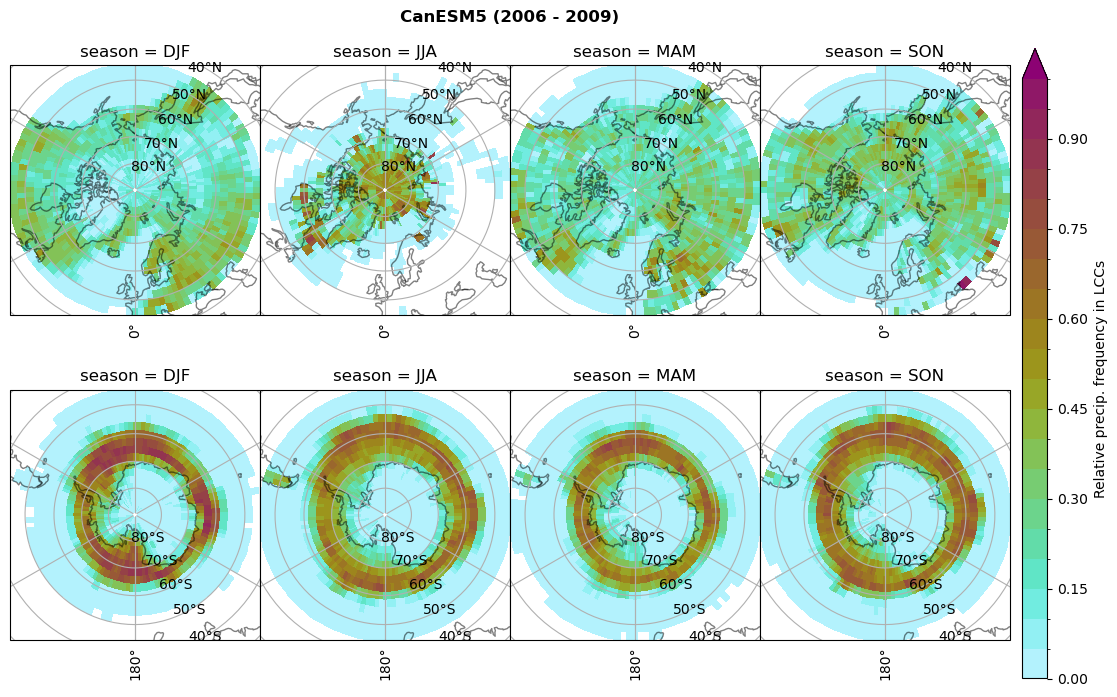 CanESM5 (2006 - 2009)
season = DJF
season = JJA
season = MAM
season = SON
40°N
50°N
60°N
70°N
80°N
40°N
50°N
60°N
70°N
80°N
40°N
50°N
60°N
70°N
80°N
40°N
50°N
60°N
70°N
80°N
0°
0°
0°
0°
season = DJF
season = JJA
season = MAM
season = SON
80°S
70°S
60°S
50°S
40°S
80°S
70°S
60°S
50°S
40°S
80°S
70°S
60°S
50°S
40°S
80°S
70°S
60°S
50°S
40°S
180°
180°
180°
180°
0.90
0.75
0.60
0.45
0.30
0.15
0.00
Relative precip. frequency in LCCs